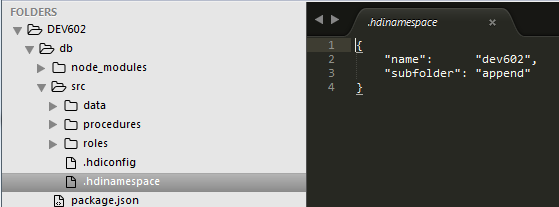 FOLDERS
DEV602
db
node_modules
src
data
procedures
roles
.hdiconfig
.hdinamespace
package.json
.hdinamespace ×
1 {
2 "name": "dev602",
3 "subfolder": "append"
4 }